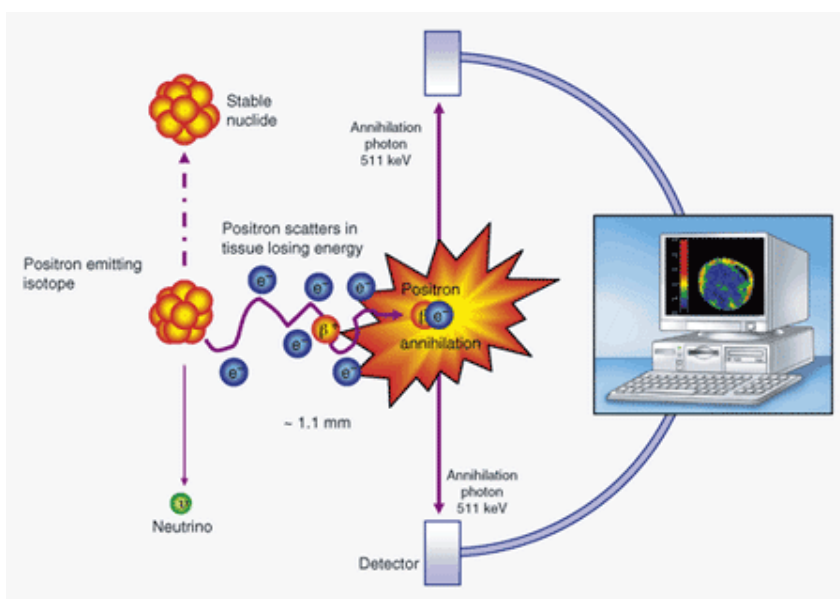 Stable
nuclide
Annihilation
photon
511 keV
Positron scatters in
tissue losing energy
Positron emitting
isotope
e⁻
e⁻
e⁻
Positron
β
e⁻
β⁺
annihilation
e⁻
e⁻
e⁻
~ 1.1 mm
Annihilation
photon
511 keV
Neutrino
Detector